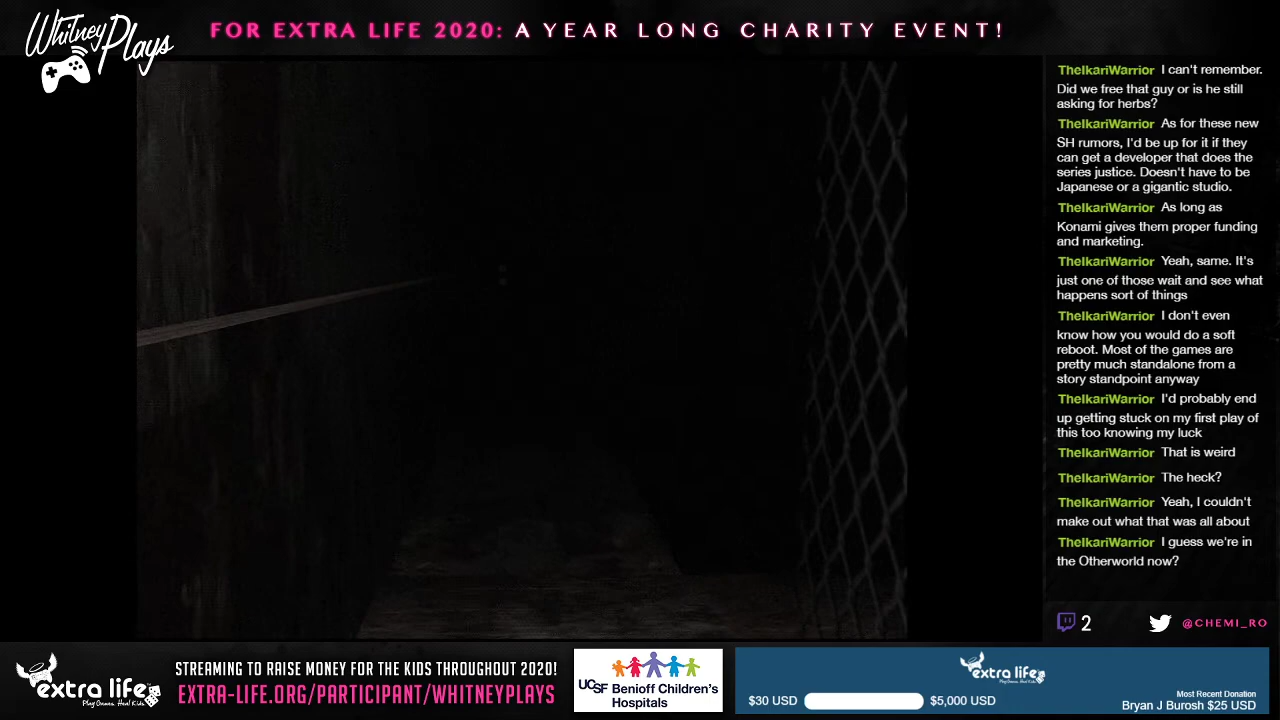 Whitney Plays
FOR EXTRA LIFE 2020: A YEAR LONG CHARITY EVENT!
TheIkariWarrior I can't remember.
Did we free that guy or is he still
asking for herbs?
TheIkariWarrior As for these new
SH rumors, I'd be up for it if they
can get a developer that does the
series justice. Doesn't have to be
Japanese or a gigantic studio.
TheIkariWarrior As long as
Konami gives them proper funding
and marketing.
TheIkariWarrior Yeah, same. It's
just one of those wait and see what
happens sort of things
TheIkariWarrior I don't even
know how you would do a soft
reboot. Most of the games are
pretty much standalone from a
story standpoint anyway
TheIkariWarrior I'd probably end
up getting stuck on my first play of
this too knowing my luck
TheIkariWarrior That is weird
TheIkariWarrior The heck?
TheIkariWarrior Yeah, I couldn't
make out what that was all about
TheIkariWarrior I guess we're in
the Otherworld now?
2 @CHEMI_RO
extra life
Play Games. Heal Kids.
STREAMING TO RAISE MONEY FOR THE KIDS THROUGHOUT 2020!
EXTRA-LIFE.ORG/PARTICIPANT/WHITNEYPLAYS
UCSF Benioff Children's
Hospitals
extra life
Play Games. Heal Kids.
$30 USD $5,000 USD
Most Recent Donation
Bryan J Burosh $25 USD